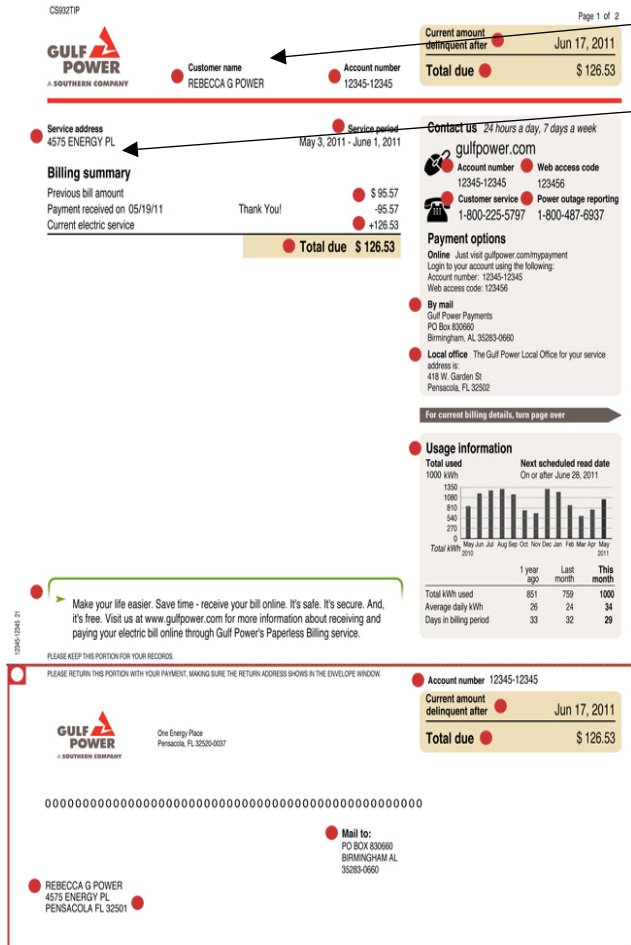 CS932TIP
Page 1 of 2
GULF
POWER
A SOUTHERN COMPANY
Customer name
REBECCA G POWER
Account number
12345-12345
Current amount
delinquent after
Jun 17, 2011
Total due
$ 126.53
Service address
4575 ENERGY PL
Service period
May 3, 2011 - June 1, 2011
Billing summary
Previous bill amount $ 95.57
Payment received on 05/19/11 Thank You! -95.57
Current electric service +126.53
Total due $ 126.53
Contact us 24 hours a day, 7 days a week
gulfpower.com
Account number Web access code
12345-12345 123456
Customer service Power outage reporting
1-800-225-5797 1-800-487-6937
Payment options
Online Just visit gulfpower.com/mypayment
Login to your account using the following:
Account number: 12345-12345
Web access code: 123456
By mail
Gulf Power Payments
PO Box 830660
Birmingham, AL 35283-0660
Local office The Gulf Power Local Office for your service
address is:
418 W. Garden St
Pensacola, FL 32502
For current billing details, turn page over
Usage information
Total used Next scheduled read date
1000 kWh On or after June 28, 2011
1350
1080
810
540
270
0
Total kWh
May Jun Jul Aug Sep Oct Nov Dec Jan Feb Mar Apr May
2010 2011
1 year Last This
ago month month
Total kWh used 851 759 1000
Average daily kWh 26 24 34
Days in billing period 33 32 29
Make your life easier. Save time - receive your bill online. It's safe. It's secure. And,
it's free. Visit us at www.gulfpower.com for more information about receiving and
paying your electric bill online through Gulf Power's Paperless Billing service.
12345-12345 21
PLEASE KEEP THIS PORTION FOR YOUR RECORDS.
PLEASE RETURN THIS PORTION WITH YOUR PAYMENT, MAKING SURE THE RETURN ADDRESS SHOWS IN THE ENVELOPE WINDOW.
Account number 12345-12345
Current amount
delinquent after
Jun 17, 2011
Total due
$ 126.53
GULF
POWER
A SOUTHERN COMPANY
One Energy Place
Pensacola, FL 32520-0037
00000000000000000000000000000000000000000000000000
Mail to:
PO BOX 830660
BIRMINGHAM AL
35283-0660
REBECCA G POWER
4575 ENERGY PL
PENSACOLA FL 32501